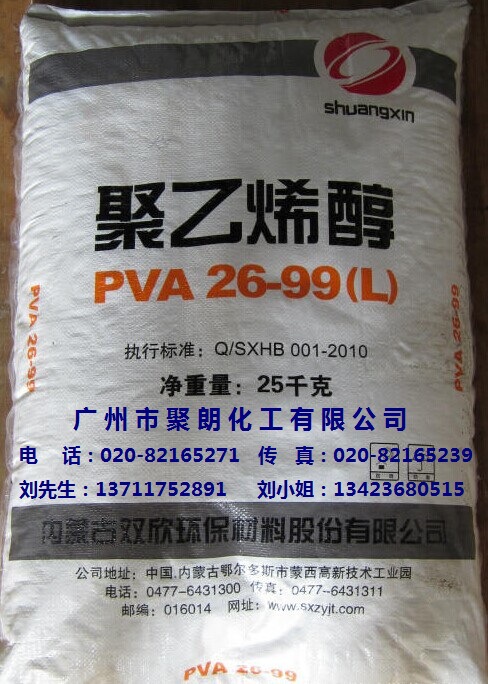 shuangxin
聚乙烯醇
PVA 26-99(L)
PVA 26-99
PVA 26-99
执行标准：Q/SXHB 001-2010
净重量：25千克
广州市聚朗化工有限公司
电 话：020-82165271 传 真：020-82165239
刘先生：13711752891 刘小姐：13423680515
内蒙古双欣环保材料股份有限公司
公司地址：中国.内蒙古鄂尔多斯市蒙西高新技术工业园
电话：0477-6431300 传真：0477--6431311
邮编：016014 网址：www.sxzyjt.com
PVA 26-99